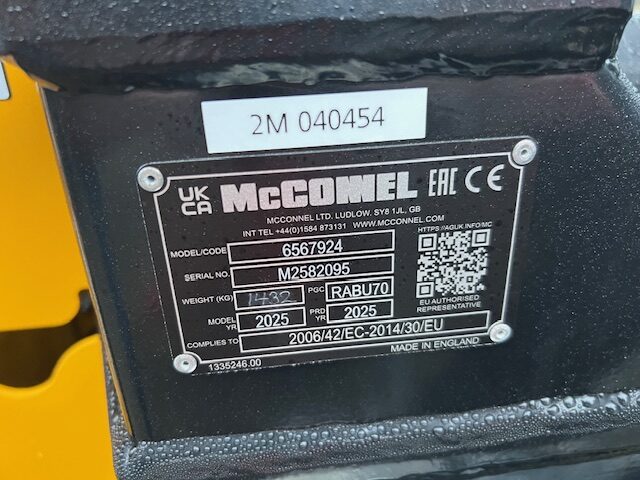 2M 040454
UK CA McCONNEL EAC CE
MCCONNEL LTD. LUDLOW. SY8 1JL, GB
INT TEL +44(0)1584 873131 WWW.MCCONNEL.COM
HTTPS://AGUK.INFO/MC
MODEL/CODE 6567924
SERIAL NO. M2582095
WEIGHT (KG) 1432 PGC RABU70
EU AUTHORISED
REPRESENTATIVE
MODEL YR 2025 PRD YR 2025
COMPLIES TO 2006/42/EC-2014/30/EU
1335246.00 MADE IN ENGLAND